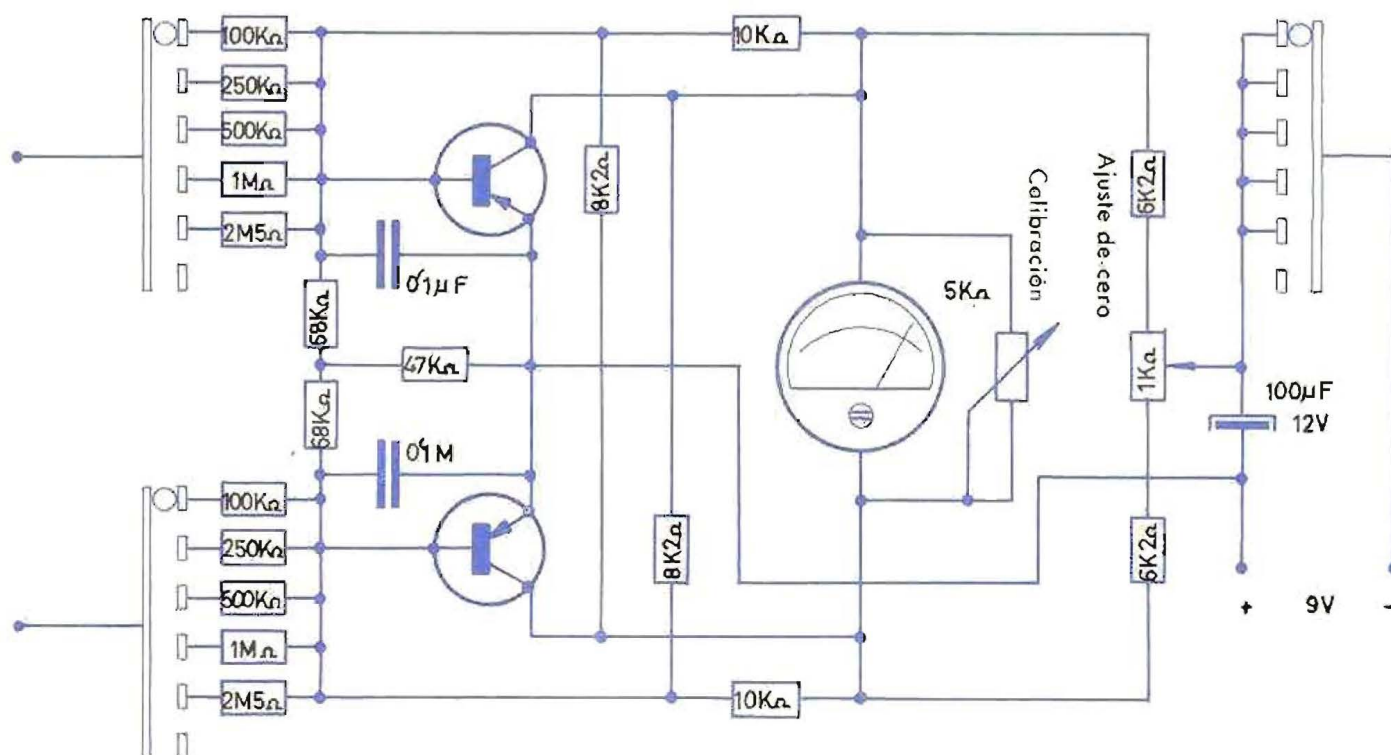 100KΩ
250KΩ
500KΩ
1MΩ
2M5Ω
0'1µF
68KΩ
47KΩ
68KΩ
0'1M
100KΩ
250KΩ
500KΩ
1MΩ
2M5Ω
10KΩ
8K2Ω
8K2Ω
10KΩ
5KΩ
Calibración
Ajuste de cero
6K2Ω
1KΩ
6K2Ω
100µF
12V
+ 9V -